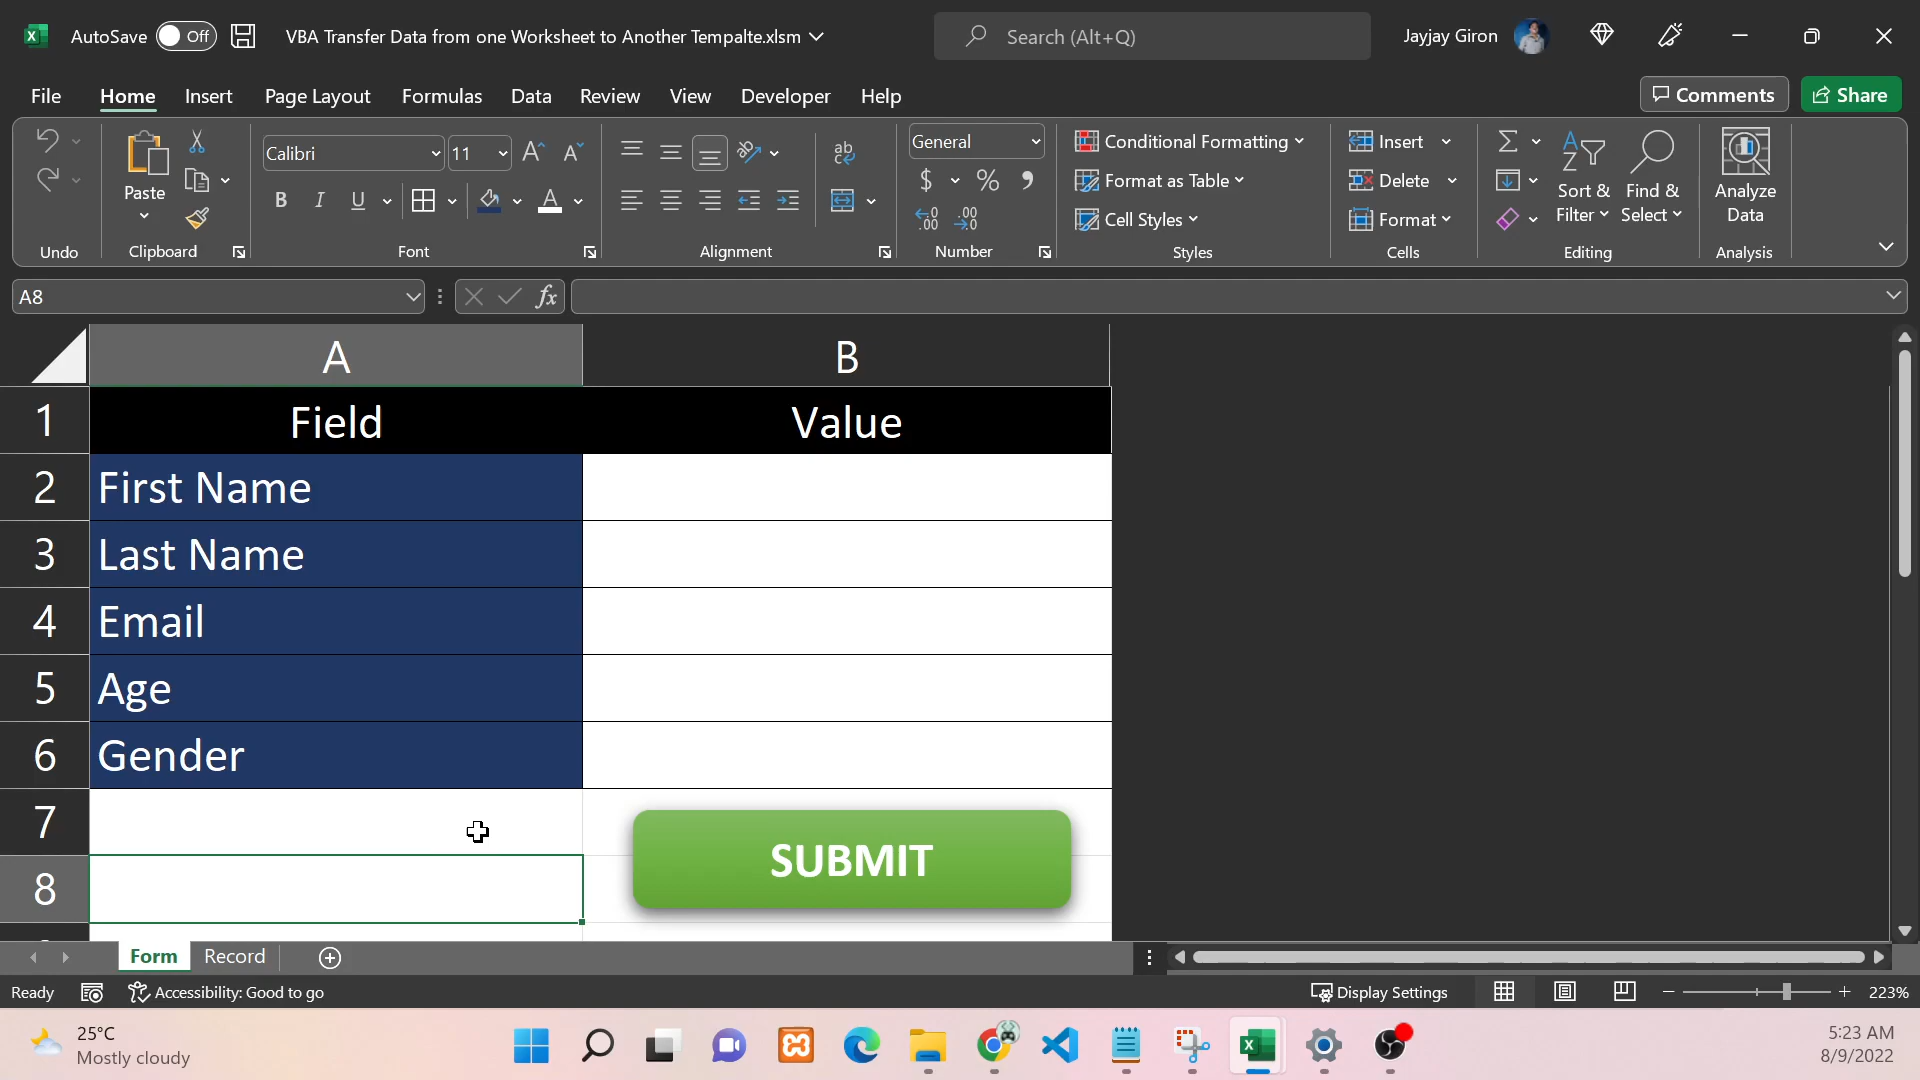 AutoSave Off VBA Transfer Data from one Worksheet to Another Tempalte.xlsm Search (Alt+Q) Jayjay Giron
File Home Insert Page Layout Formulas Data Review View Developer Help Comments Share
Calibri 11 ab General Conditional Formatting Insert
Paste Format as Table Delete Sort & Filter Find & Select Analyze Data
B I U A $ % Cell Styles Format
Undo Clipboard Font Alignment Number Styles Cells Editing Analysis
A8 fx
A B
1 Field Value
2 First Name
3 Last Name
4 Email
5 Age
6 Gender
7
8
SUBMIT
Form Record
Ready Accessibility: Good to go Display Settings 223%
25°C
Mostly cloudy
5:23 AM
8/9/2022